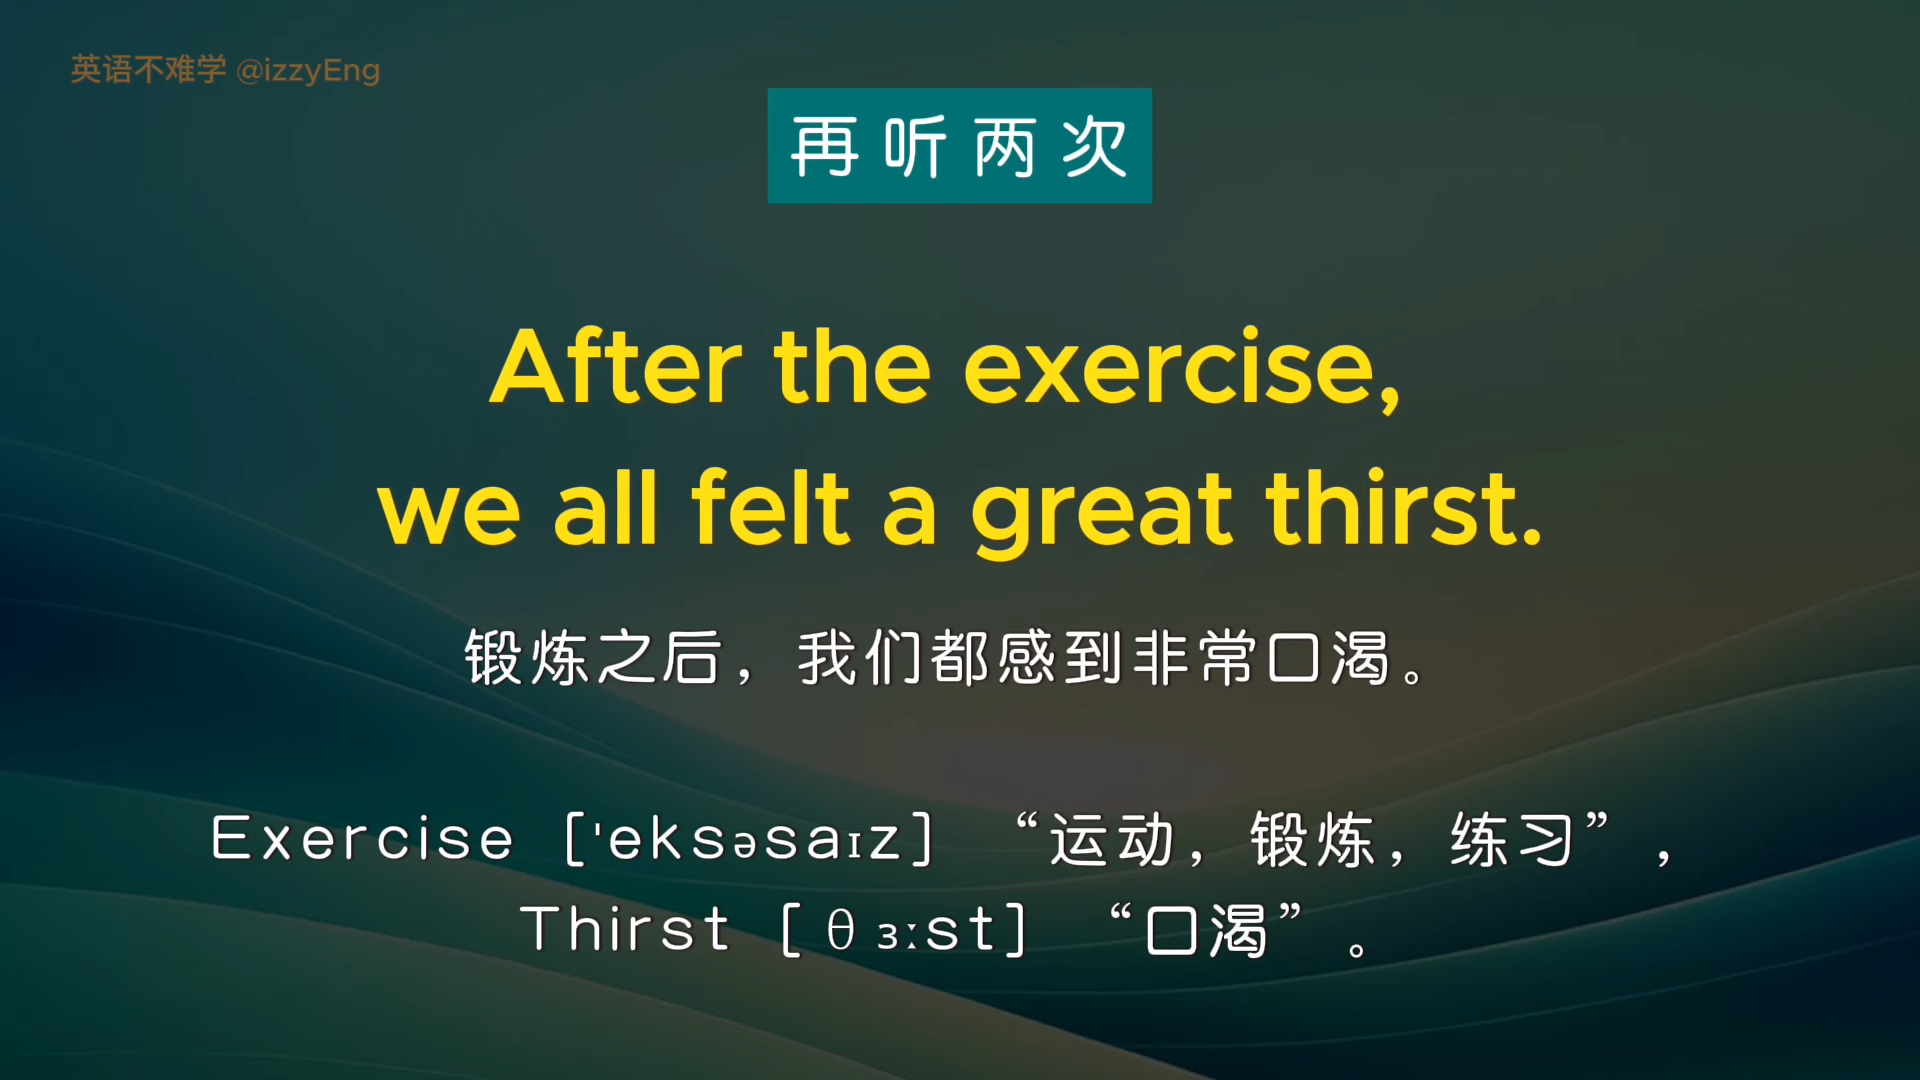 英语不难学 @izzyEng
再听两次
After the exercise,
we all felt a great thirst.
锻炼之后，我们都感到非常口渴。
Exercise ['eksəsaɪz] “运动，锻炼，练习”，
Thirst [θɜːst] “口渴”。